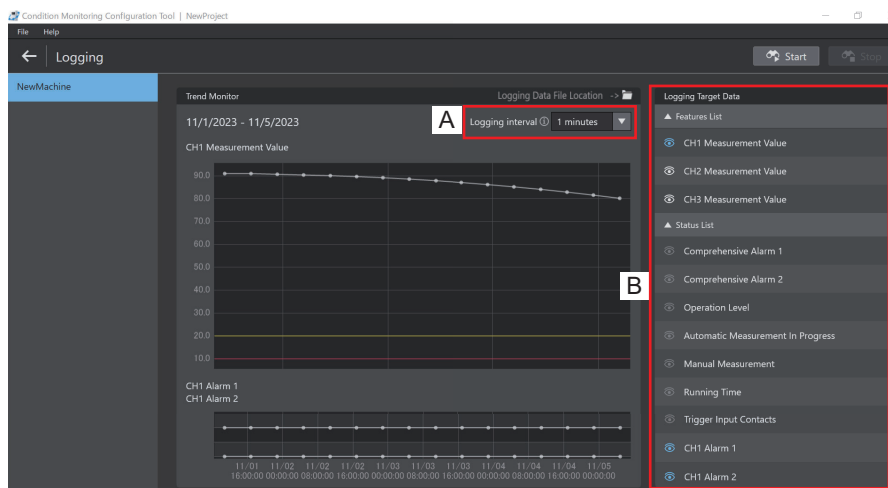 Condition Monitoring Configuration Tool | NewProject
File Help
← Logging
Start
Stop
NewMachine
Trend Monitor
Logging Data File Location ->
11/1/2023 - 11/5/2023
A
Logging interval 1 minutes
CH1 Measurement Value
90.0
80.0
70.0
60.0
50.0
40.0
30.0
20.0
10.0
CH1 Alarm 1
CH1 Alarm 2
11/01 11/02 11/02 11/02 11/03 11/03 11/03 11/04 11/04 11/04 11/05
16:00:00 00:00:00 08:00:00 16:00:00 00:00:00 08:00:00 16:00:00 00:00:00 08:00:00 16:00:00 00:00:00
B
Logging Target Data
▲ Features List
CH1 Measurement Value
CH2 Measurement Value
CH3 Measurement Value
▲ Status List
Comprehensive Alarm 1
Comprehensive Alarm 2
Operation Level
Automatic Measurement In Progress
Manual Measurement
Running Time
Trigger Input Contacts
CH1 Alarm 1
CH1 Alarm 2